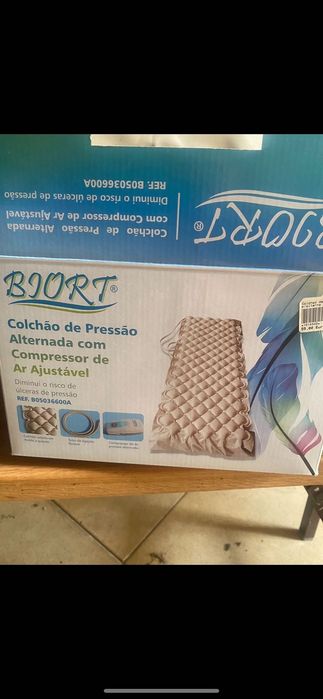 REF. B05036600A
Diminui o risco de úlceras de pressão
com Compressor de Ar Ajustável
Colchão de Pressão Alternada
BIORT®
BIORT®
Colchão de Pressão
Alternada com
Compressor de
Ar Ajustável
Diminui o risco de
úlceras de pressão
REF. B05036600A